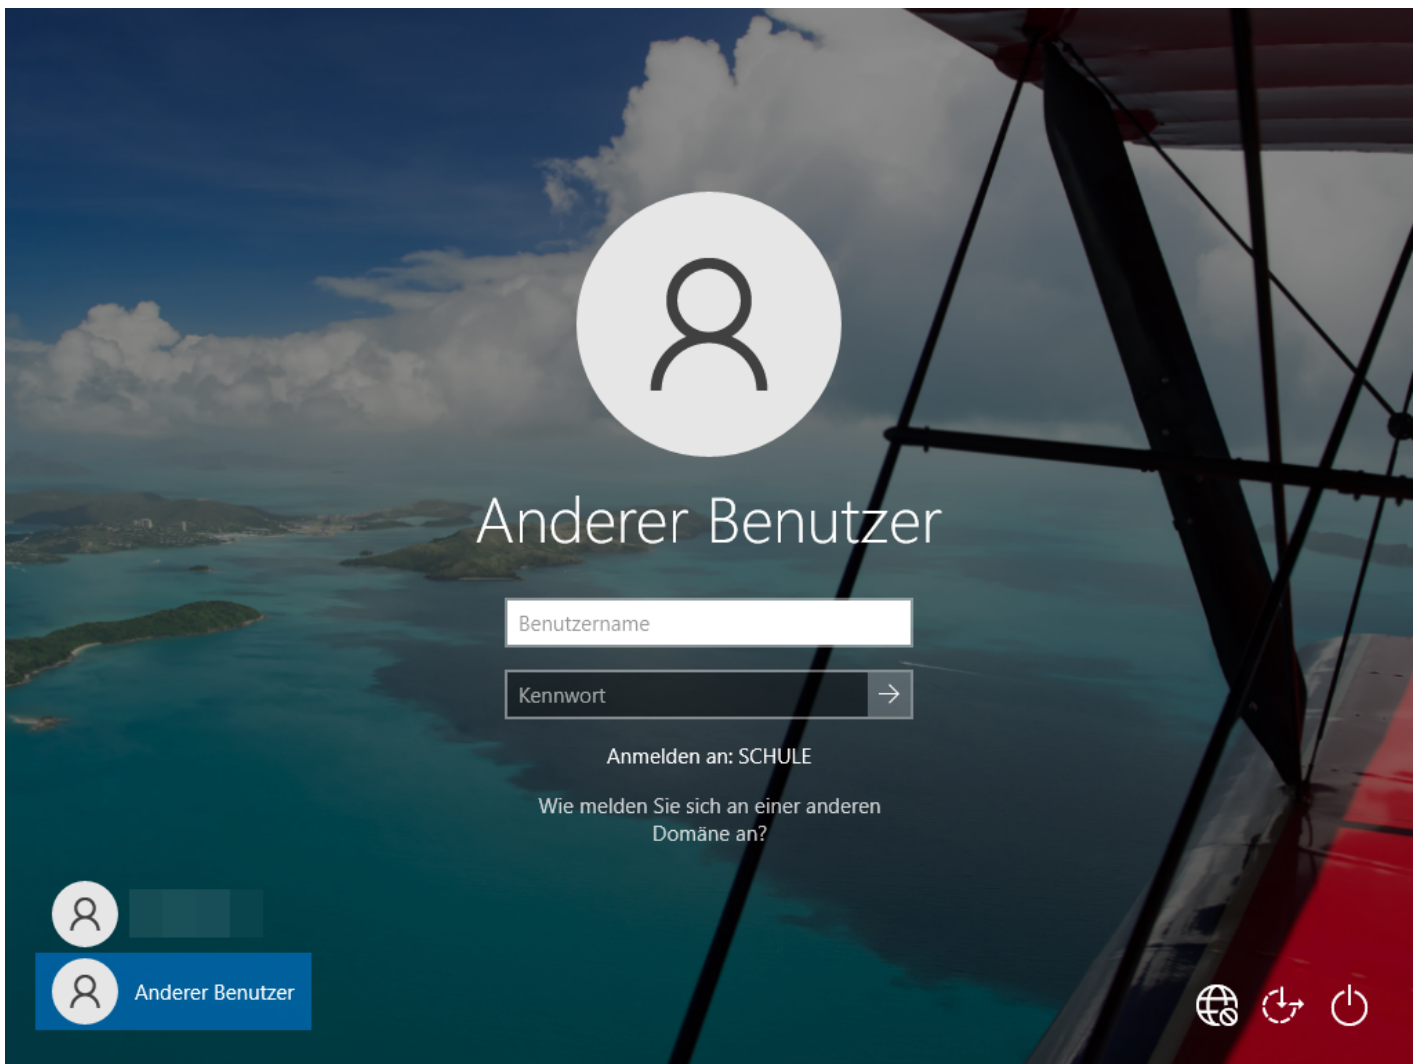 Anderer Benutzer
Benutzername
Kennwort
Anmelden an: SCHULE
Wie melden Sie sich an einer anderen
Domäne an?
Anderer Benutzer